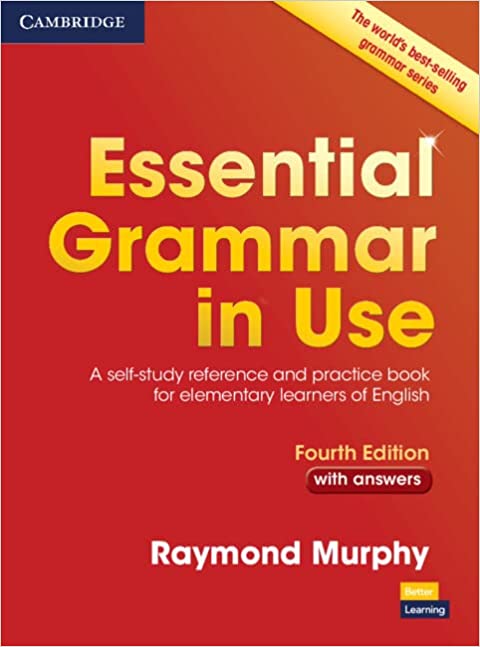 CAMBRIDGE
The world's best-selling
grammar series
Essential
Grammar
in Use
A self-study reference and practice book
for elementary learners of English
Fourth Edition
with answers
Raymond Murphy
Better
Learning